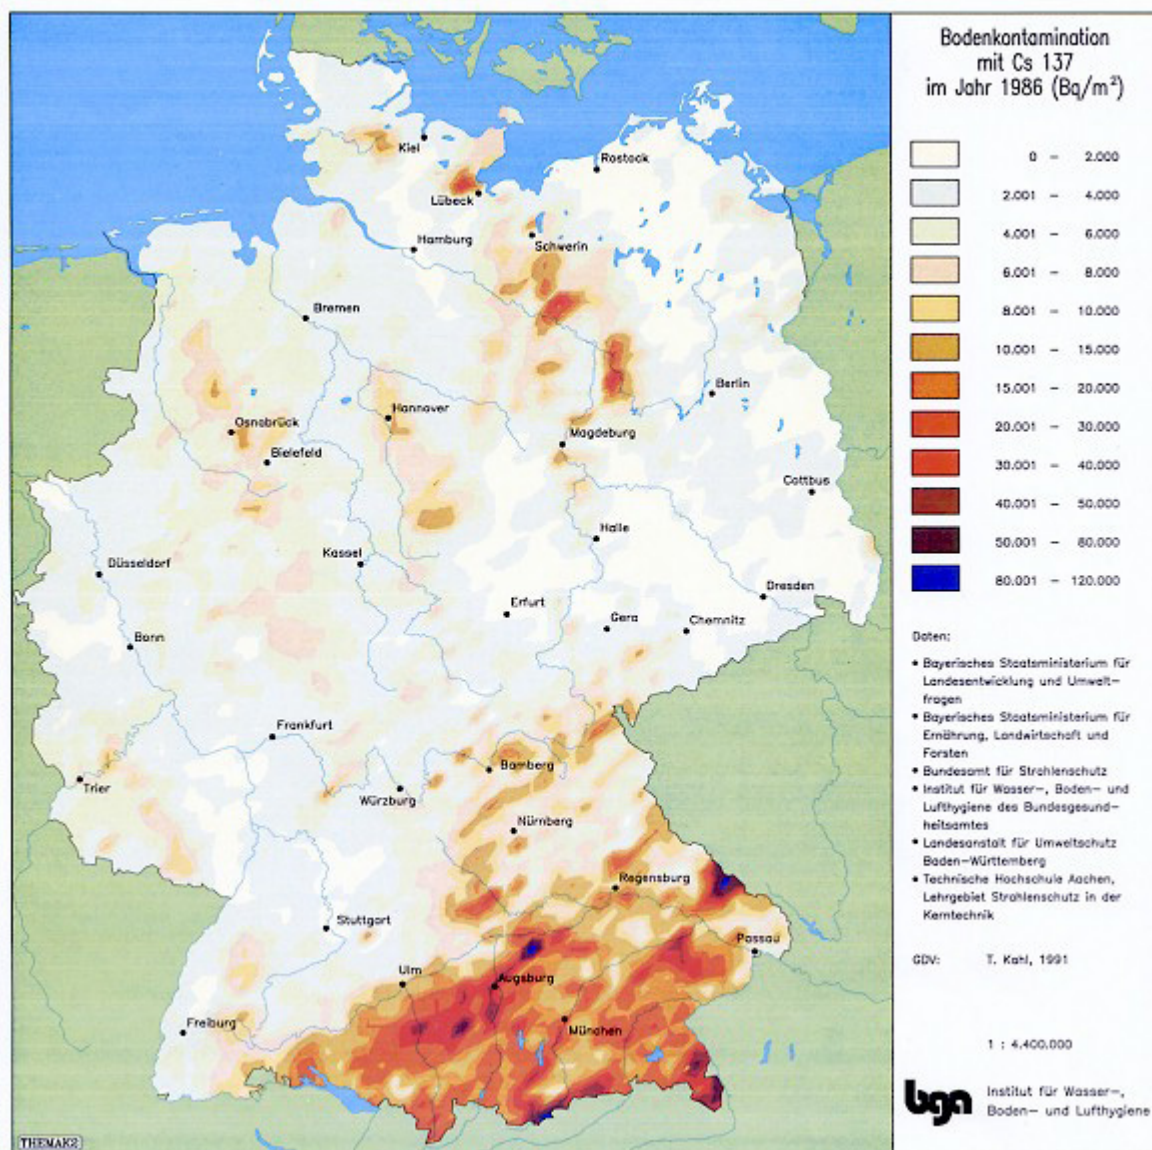 Bodenkontamination
mit Cs 137
im Jahr 1986 (Bq/m²)
0 – 2.000
2.001 – 4.000
4.001 – 6.000
6.001 – 8.000
8.001 – 10.000
10.001 – 15.000
15.001 – 20.000
20.001 – 30.000
30.001 – 40.000
40.001 – 50.000
50.001 – 80.000
80.001 – 120.000
Daten:
• Bayerisches Staatsministerium für
Landesentwicklung und Umwelt–
fragen
• Bayerisches Staatsministerium für
Ernährung, Landwirtschaft und
Forsten
• Bundesamt für Strahlenschutz
• Institut für Wasser–, Boden– und
Lufthygiene des Bundesgesund–
heitsamtes
• Landesanstalt für Umweltschutz
Baden–Württemberg
• Technische Hochschule Aachen,
Lehrgebiet Strahlenschutz in der
Kerntechnik
GDV: T. Kahl, 1991
1 : 4.400.000
bga
Institut für Wasser–,
Boden– und Lufthygiene
Kiel
Rostock
Lübeck
Hamburg
Schwerin
Bremen
Berlin
Hannover
Osnabrück
Magdeburg
Bielefeld
Cottbus
Halle
Kassel
Düsseldorf
Dresden
Erfurt
Gera
Chemnitz
Bonn
Frankfurt
Bamberg
Trier
Würzburg
Nürnberg
Regensburg
Stuttgart
Passau
Ulm
Augsburg
Freiburg
München
THEMAK2